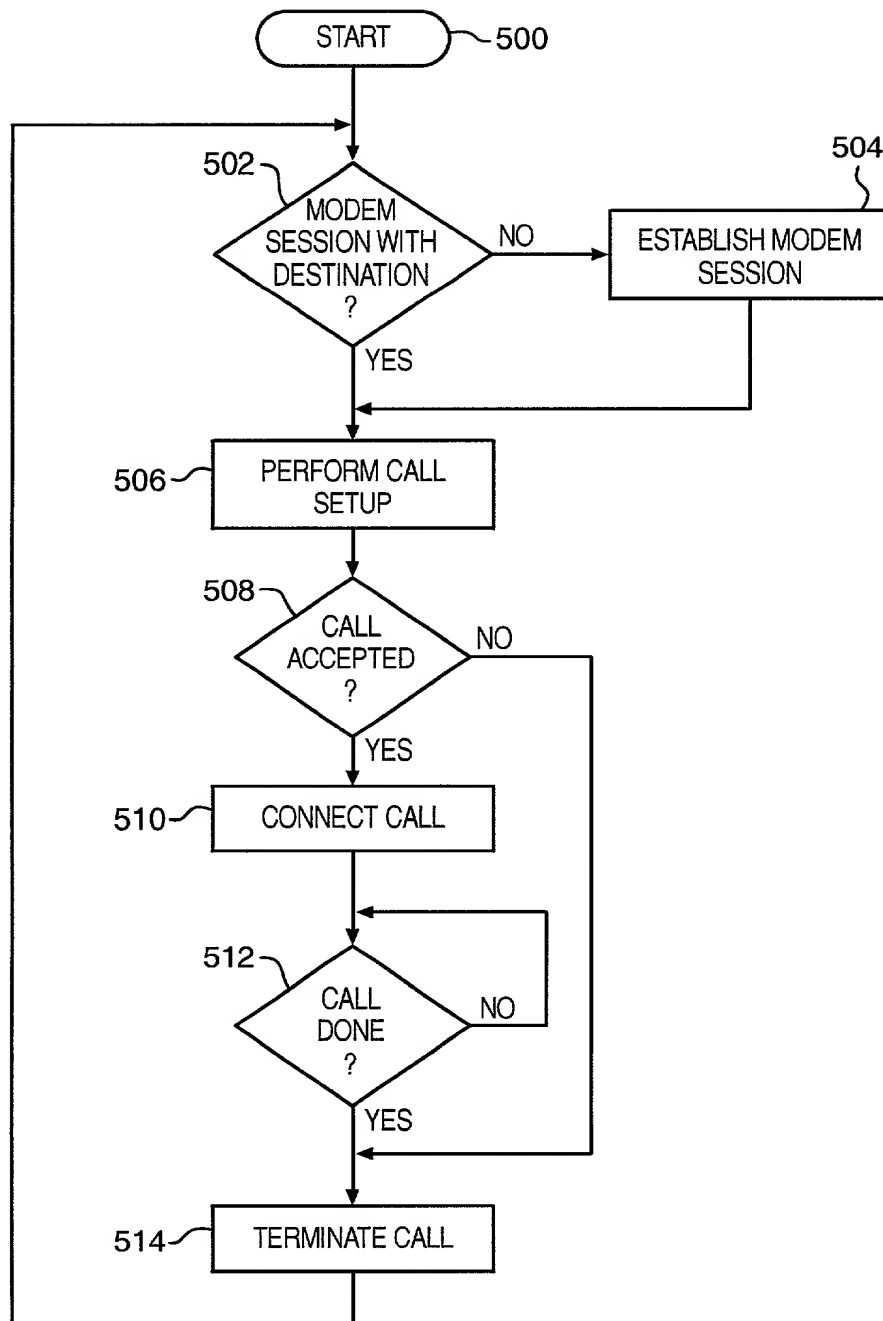 START
500
502
MODEM
SESSION WITH
DESTINATION
?
NO
504
ESTABLISH MODEM
SESSION
YES
506
PERFORM CALL
SETUP
508
CALL
ACCEPTED
?
NO
YES
510
CONNECT CALL
512
CALL
DONE
?
NO
YES
514
TERMINATE CALL